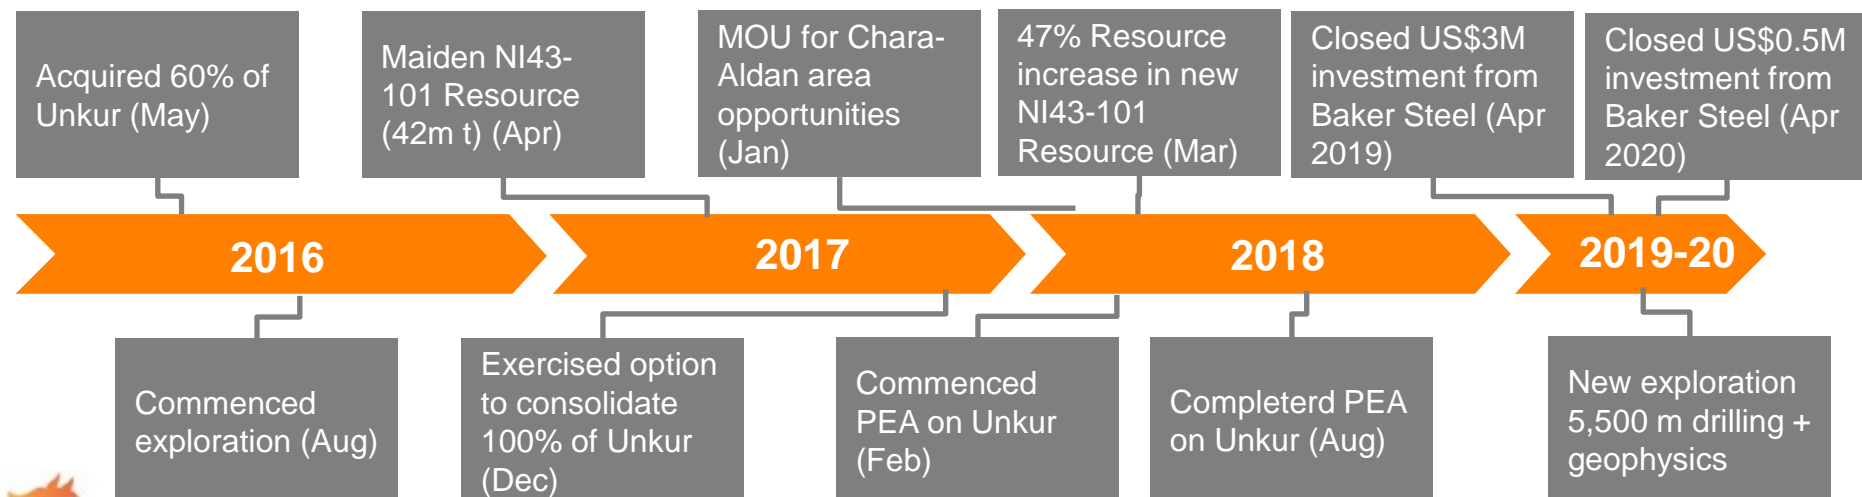 Acquired 60% of
Unkur (May)
Maiden NI43-
101 Resource
(42m t) (Apr)
MOU for Chara-
Aldan area
opportunities
(Jan)
47% Resource
increase in new
NI43-101
Resource (Mar)
Closed US$3M
investment from
Baker Steel (Apr
2019)
Closed US$0.5M
investment from
Baker Steel (Apr
2020)
2016
2017
2018
2019-20
Commenced
exploration (Aug)
Exercised option
to consolidate
100% of Unkur
(Dec)
Commenced
PEA on Unkur
(Feb)
Completerd PEA
on Unkur (Aug)
New exploration
5,500 m drilling +
geophysics